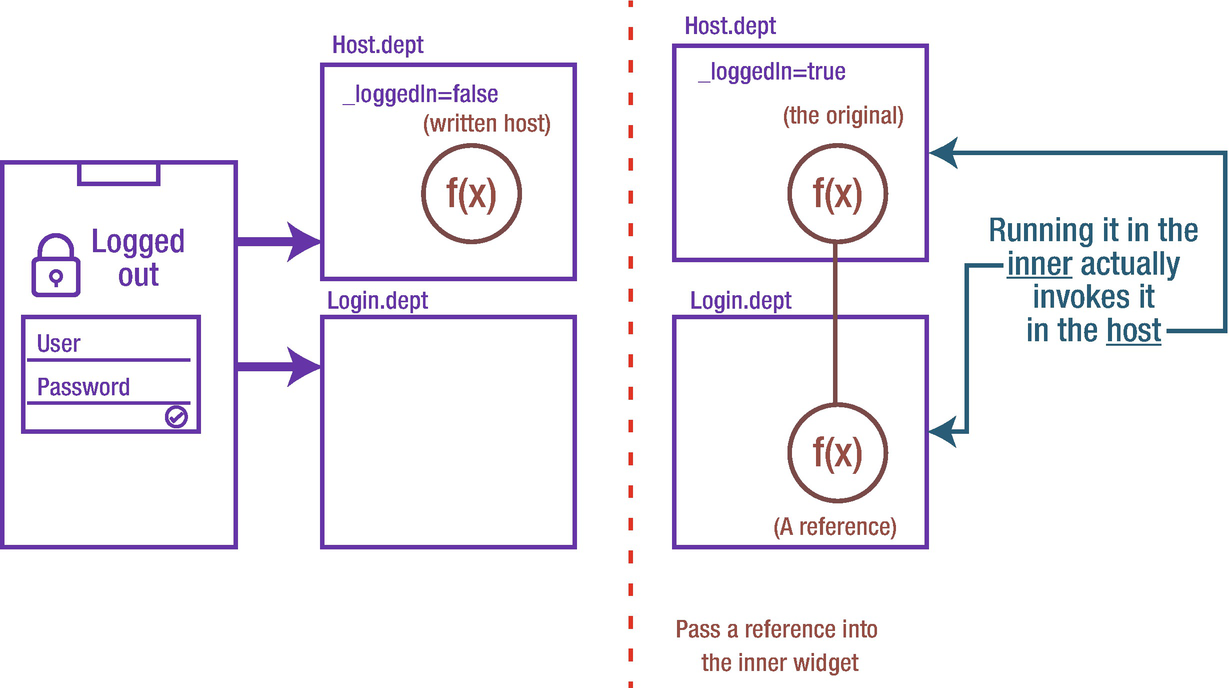 Logged
out
User
Password
Host.dept
_loggedIn=false
(written host)
f(x)
Login.dept
Host.dept
_loggedIn=true
(the original)
f(x)
Login.dept
f(x)
(A reference)
Running it in the
inner actually
invokes it
in the host
Pass a reference into
the inner widget